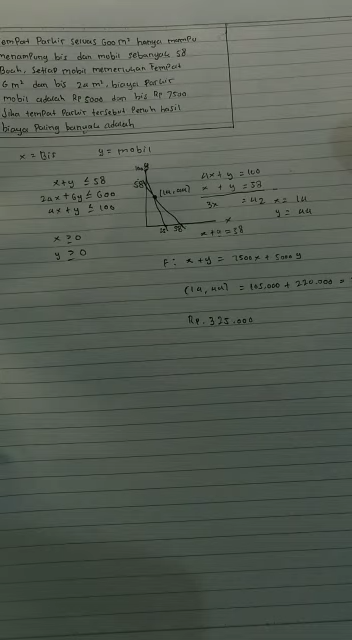 emPat Parkir seluas 600 m² hanya mampu
menampung bis dan mobil sebanyak 58
Buah, setiap mobil memerlukan tempat
6 m² dan bis 24 m², biaya Parkir
mobil adalah Rp 5000 dan bis Rp 7500
Jika tempat Parkir tersebut Penuh hasil
biaya Paling banyak adalah
x = Bis y = mobil
x+y ≤ 58
24x + 6y ≤ 600
4x + y ≤ 100
x ≥ 0
y ≥ 0
y
58
(14,44)
x
58
x+y=58
4x + y = 100
x + y = 58
3x = 42 x = 14
y = 44
F : x + y = 7500x + 5000y
(14, 44) = 105.000 + 220.000 =
Rp. 325.000